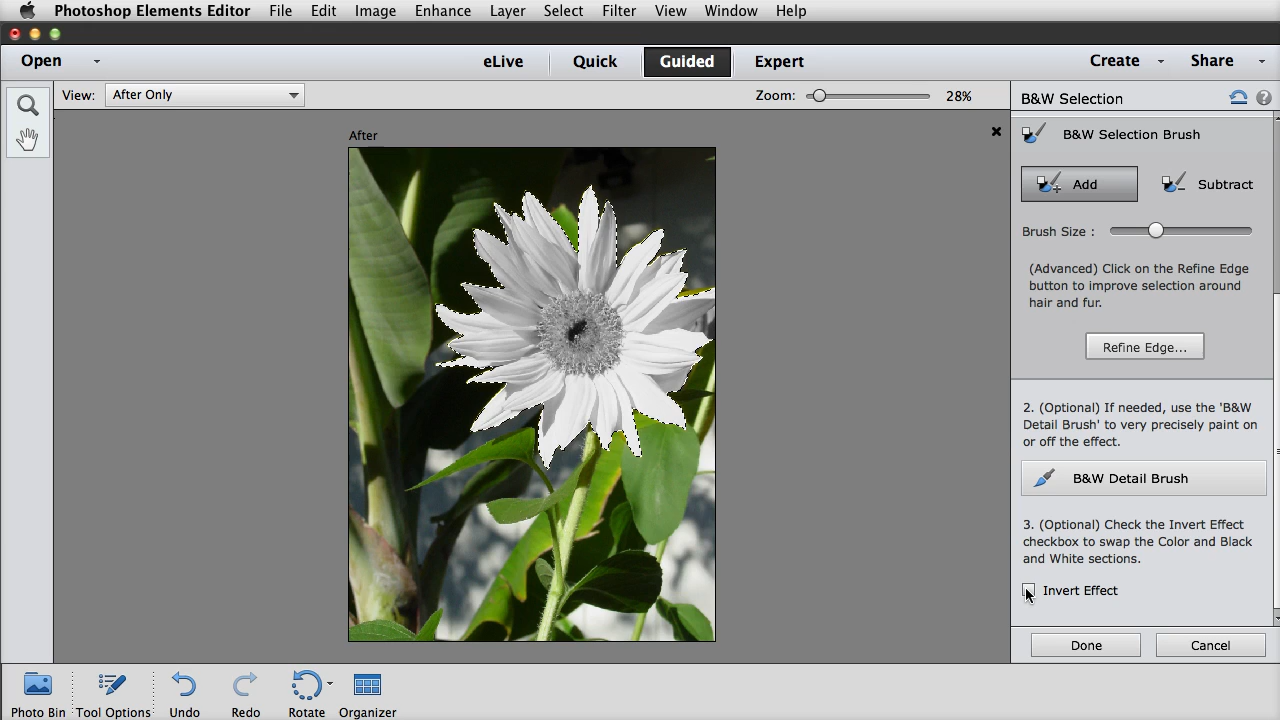 Photoshop Elements Editor File Edit Image Enhance Layer Select Filter View Window Help
Open eLive Quick Guided Expert Create Share
View: After Only Zoom: 28% B&W Selection
After
B&W Selection Brush
Add Subtract
Brush Size :
(Advanced) Click on the Refine Edge
button to improve selection around
hair and fur.
Refine Edge...
2. (Optional) If needed, use the 'B&W
Detail Brush' to very precisely paint on
or off the effect.
B&W Detail Brush
3. (Optional) Check the Invert Effect
checkbox to swap the Color and Black
and White sections.
Invert Effect
Done Cancel
Photo Bin Tool Options Undo Redo Rotate Organizer